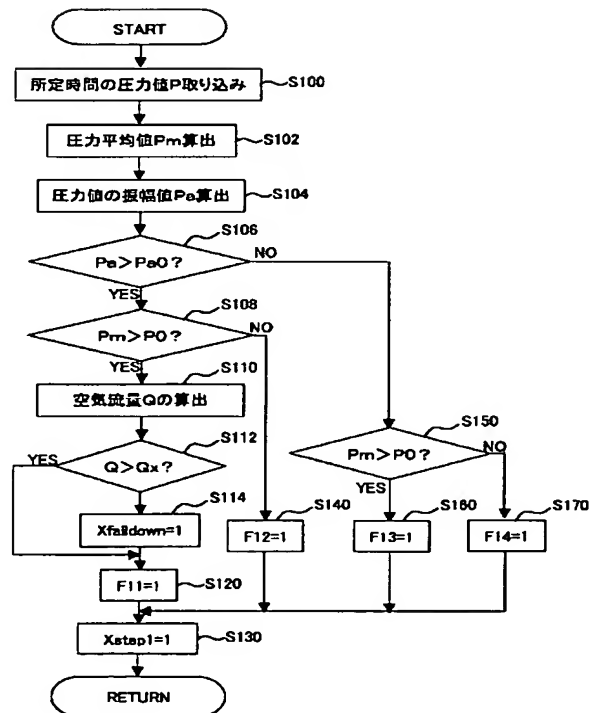 START
所定時間の圧力値P取り込み
S100
圧力平均値Pm算出
S102
圧力値の振幅値Pa算出
S104
S106
Pa>Pa0?
NO
YES
S108
Pm>P0?
NO
YES
S110
空気流量Qの算出
S112
YES
Q>Qx?
S150
Pm>P0?
NO
YES
S114
Xfalldown=1
S140
F12=1
S160
F13=1
S170
F14=1
F11=1
S120
Xstep1=1
S130
RETURN